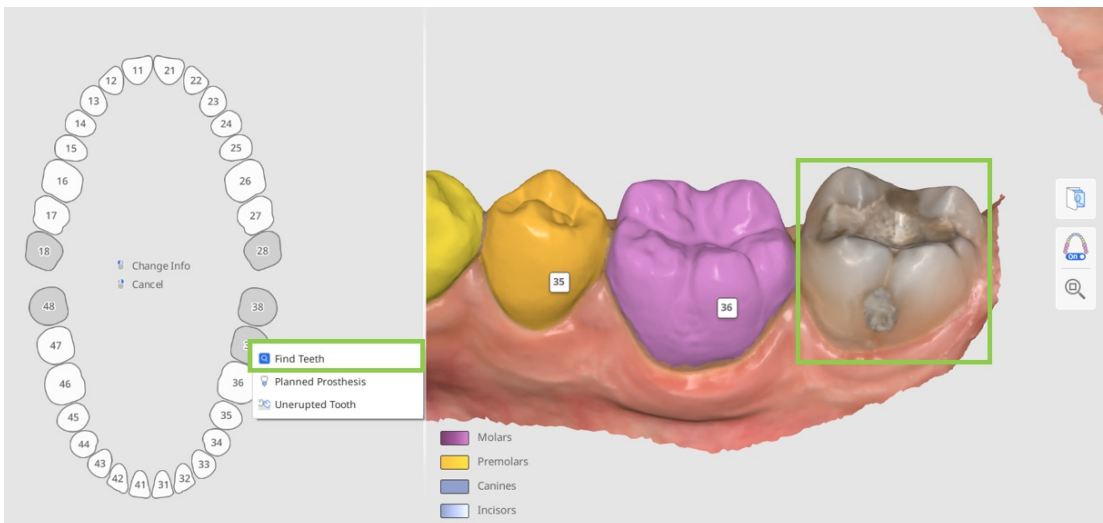 11 21
12 22
13 23
14 24
15 25
16 26
17 27
18 28
Change Info
Cancel
48 38
47
46 36
45 35
44 34
43 33
42 41 31 32
Find Teeth
Planned Prosthesis
Unerupted Tooth
35
36
Molars
Premolars
Canines
Incisors
ON